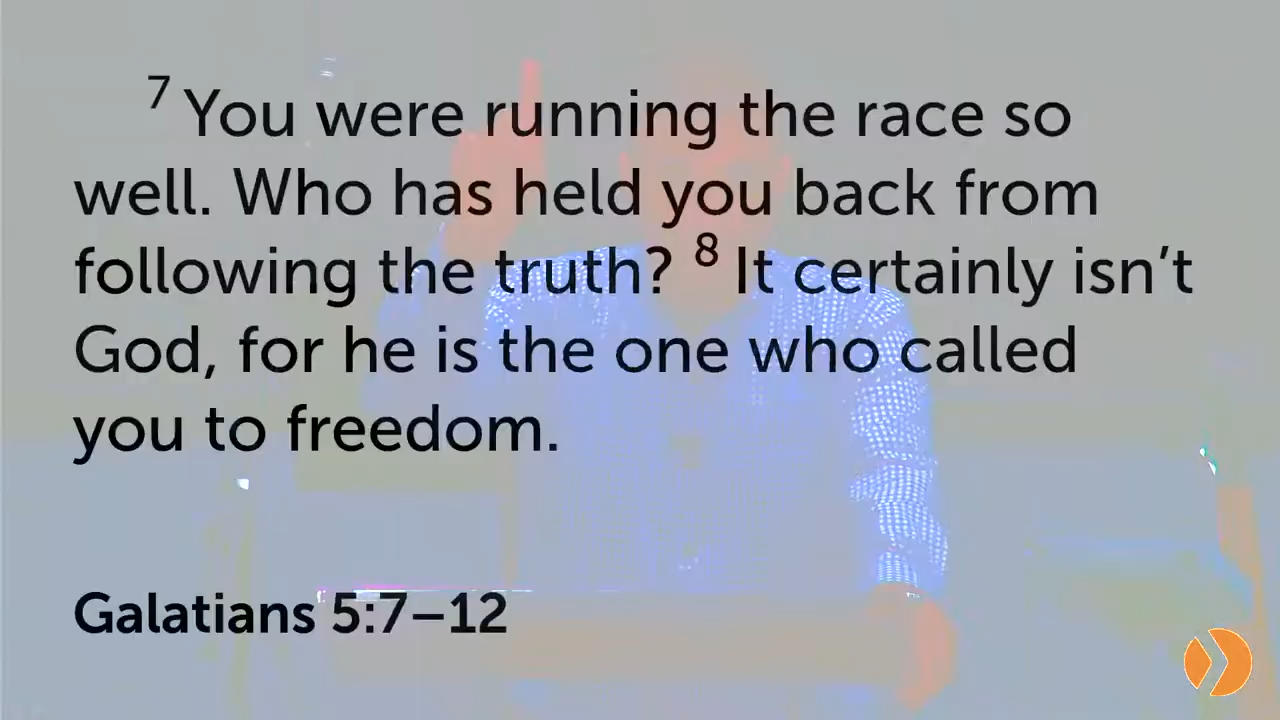 7 You were running the race so
well. Who has held you back from
following the truth? 8 It certainly isn’t
God, for he is the one who called
you to freedom.
Galatians 5:7–12